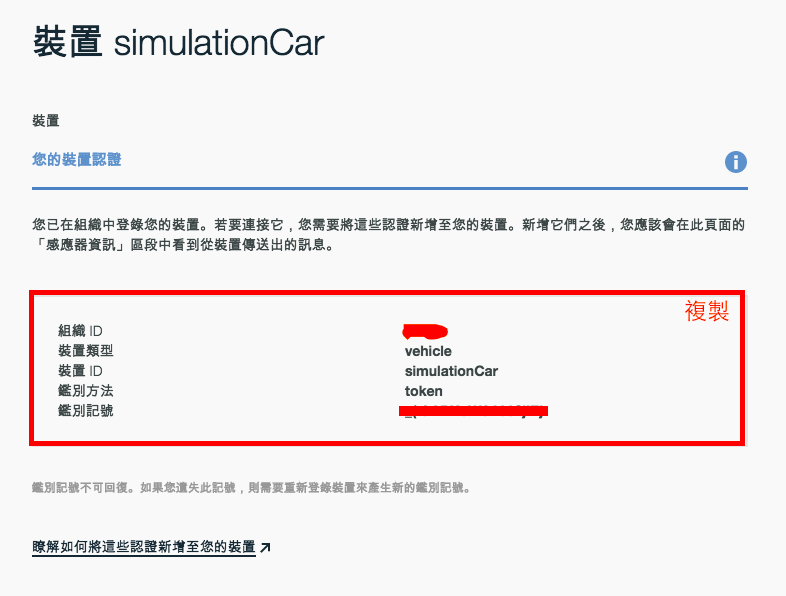 裝置 simulationCar
裝置
您的裝置認證
您已在組織中登錄您的裝置。若要連接它，您需要將這些認證新增至您的裝置。新增它們之後，您應該會在此頁面的
「感應器資訊」區段中看到從裝置傳送出的訊息。
複製
組織 ID
裝置類型 vehicle
裝置 ID simulationCar
鑑別方法 token
鑑別記號
鑑別記號不可回復。如果您遺失此記號，則需要重新登錄裝置來產生新的鑑別記號。
瞭解如何將這些認證新增至您的裝置